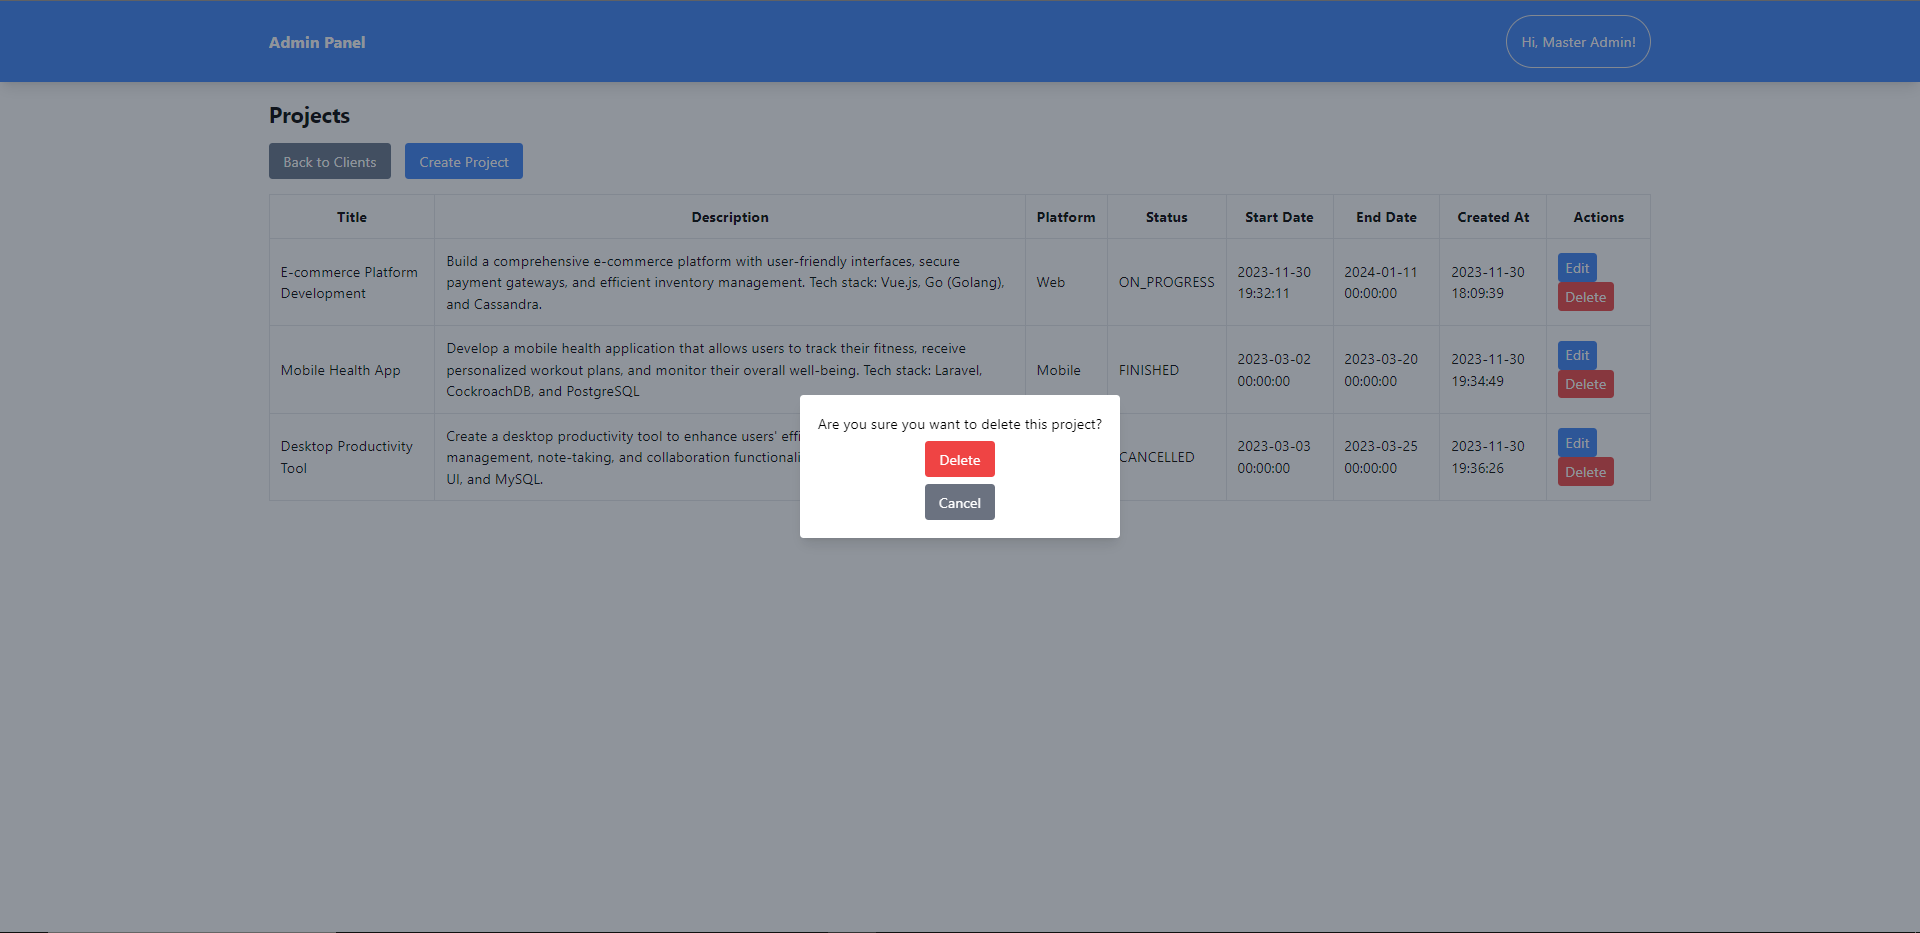 Admin Panel
Hi, Master Admin!
Projects
Back to Clients
Create Project
Title Description Platform Status Start Date End Date Created At Actions
E-commerce Platform
Development
Build a comprehensive e-commerce platform with user-friendly interfaces, secure
payment gateways, and efficient inventory management. Tech stack: Vue.js, Go (Golang),
and Cassandra.
Web
ON_PROGRESS
2023-11-30
19:32:11
2024-01-11
00:00:00
2023-11-30
18:09:39
Edit
Delete
Mobile Health App
Develop a mobile health application that allows users to track their fitness, receive
personalized workout plans, and monitor their overall well-being. Tech stack: Laravel,
CockroachDB, and PostgreSQL
Mobile
FINISHED
2023-03-02
00:00:00
2023-03-20
00:00:00
2023-11-30
19:34:49
Edit
Delete
Desktop Productivity
Tool
Create a desktop productivity tool to enhance users'
management, note-taking, and collaboration
UI, and MySQL.
CANCELLED
2023-03-03
00:00:00
2023-03-25
00:00:00
2023-11-30
19:36:26
Edit
Delete
Are you sure you want to delete this project?
Delete
Cancel